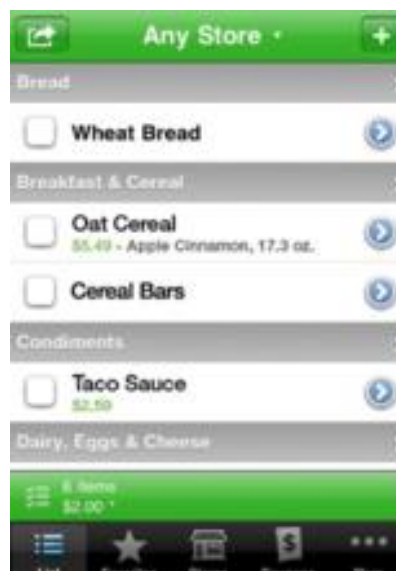 Any Store
Bread
Wheat Bread
Breakfast & Cereal
Oat Cereal
$5.49 - Apple Cinnamon, 17.3 oz.
Cereal Bars
Condiments
Taco Sauce
$2.59
Dairy, Eggs & Cheese
6 items
$2.00
List